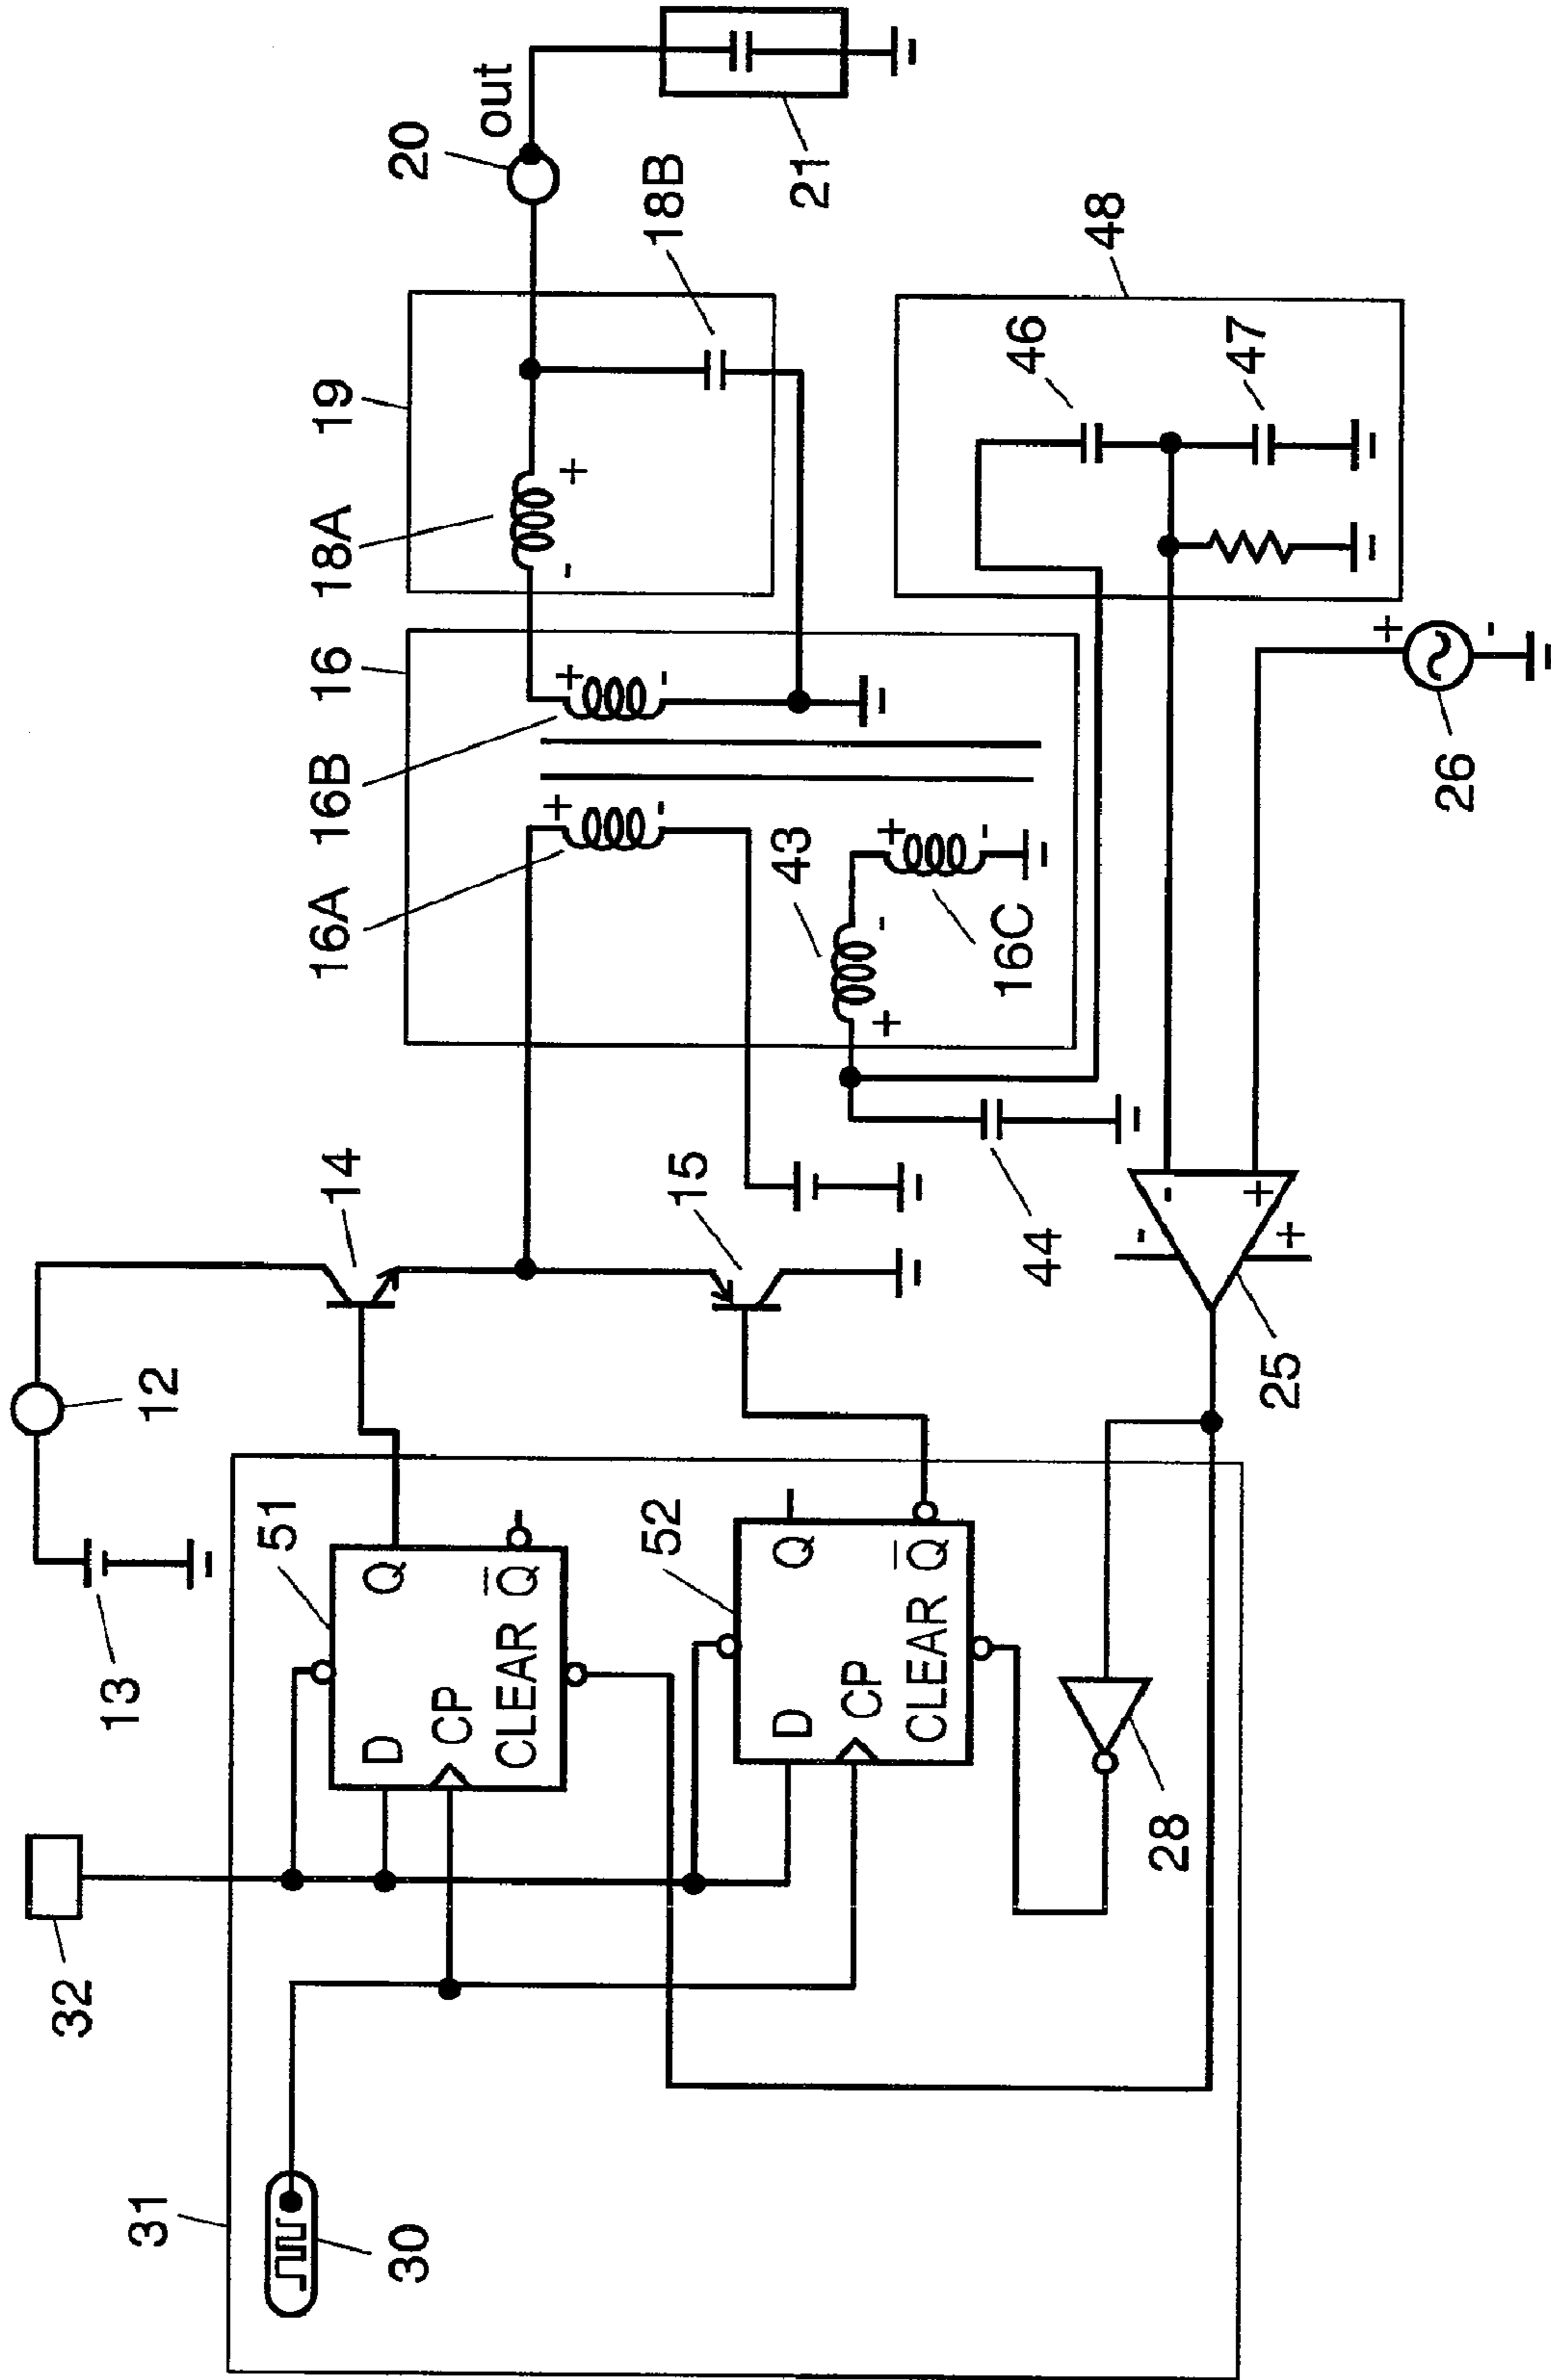 20
out
21
19
18A
+
-
18B
16
16B
16A
+
-
+
-
43
+
-
+
-
16C
48
46
47
+
-
26
14
15
44
-
+
-
+
25
12
13
51
Q
Q
D
CP
CLEAR
52
Q
Q
D
CP
CLEAR
28
32
31
30